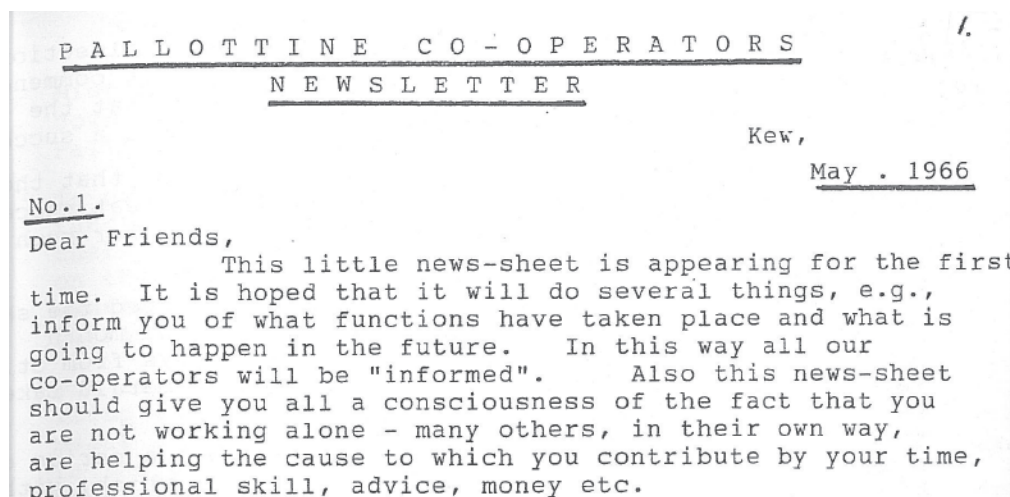 1.
PALLOTTINE CO-OPERATORS
NEWSLETTER
Kew,
May . 1966
No.1.
Dear Friends,
This little news-sheet is appearing for the first
time. It is hoped that it will do several things, e.g.,
inform you of what functions have taken place and what is
going to happen in the future. In this way all our
co-operators will be "informed". Also this news-sheet
should give you all a consciousness of the fact that you
are not working alone - many others, in their own way,
are helping the cause to which you contribute by your time,
professional skill, advice, money etc.